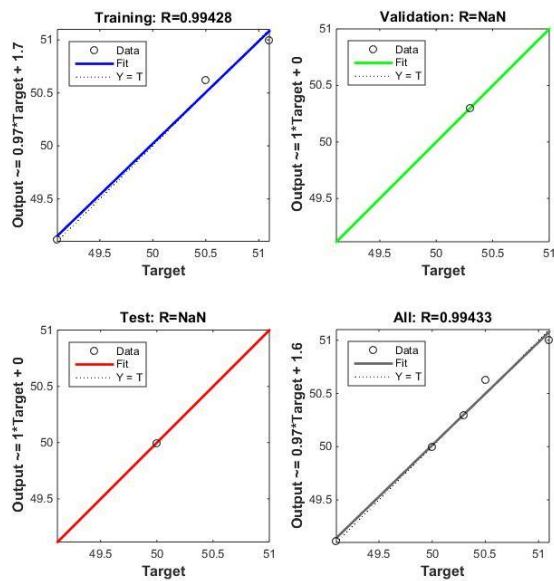 Training: R=0.99428
Output ~= 0.97*Target + 1.7
51
50.5
50
49.5
Data
Fit
Y = T
49.5 50 50.5 51
Target
Validation: R=NaN
Output ~= 1*Target + 0
51
50.5
50
49.5
Data
Fit
Y = T
49.5 50 50.5 51
Target
Test: R=NaN
Output ~= 1*Target + 0
51
50.5
50
49.5
Data
Fit
Y = T
49.5 50 50.5 51
Target
All: R=0.99433
Output ~= 0.97*Target + 1.6
51
50.5
50
49.5
Data
Fit
Y = T
49.5 50 50.5 51
Target